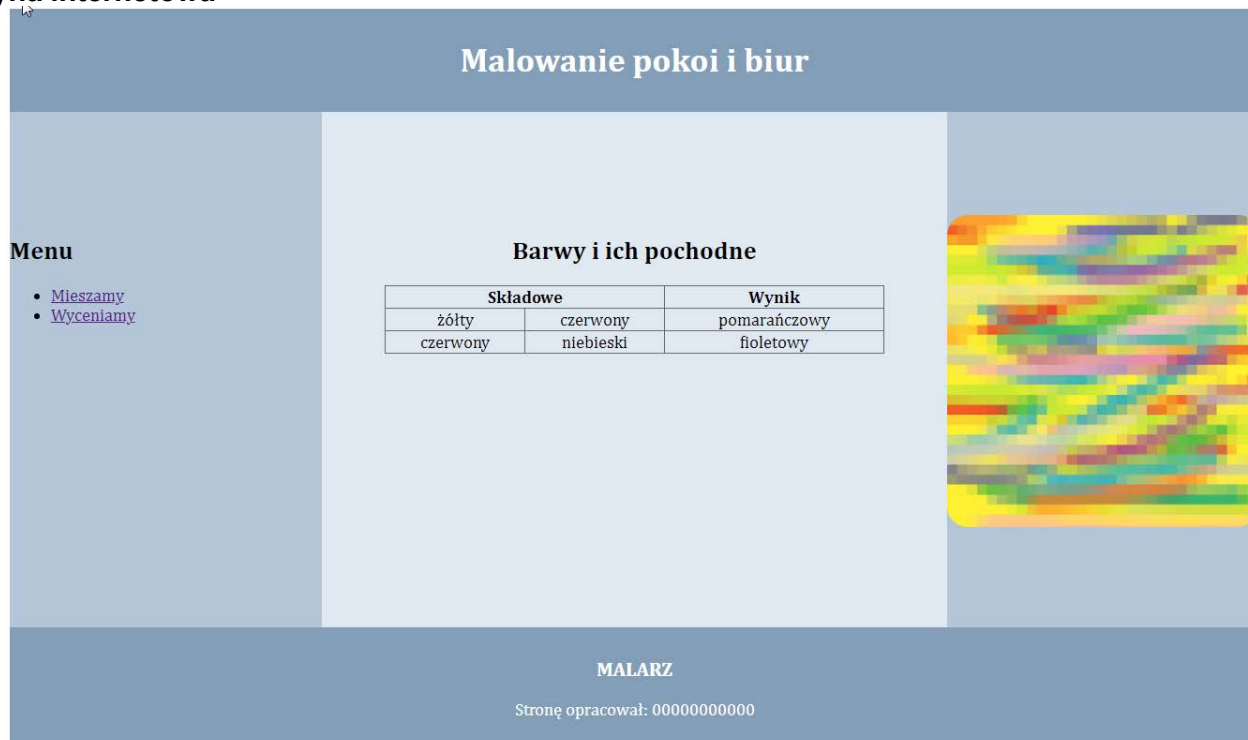 Malowanie pokoi i biur
Menu
Mieszamy
Wyceniamy
Barwy i ich pochodne
Składowe Wynik
żółty czerwony pomarańczowy
czerwony niebieski fioletowy
MALARZ
Stronę opracował: 00000000000